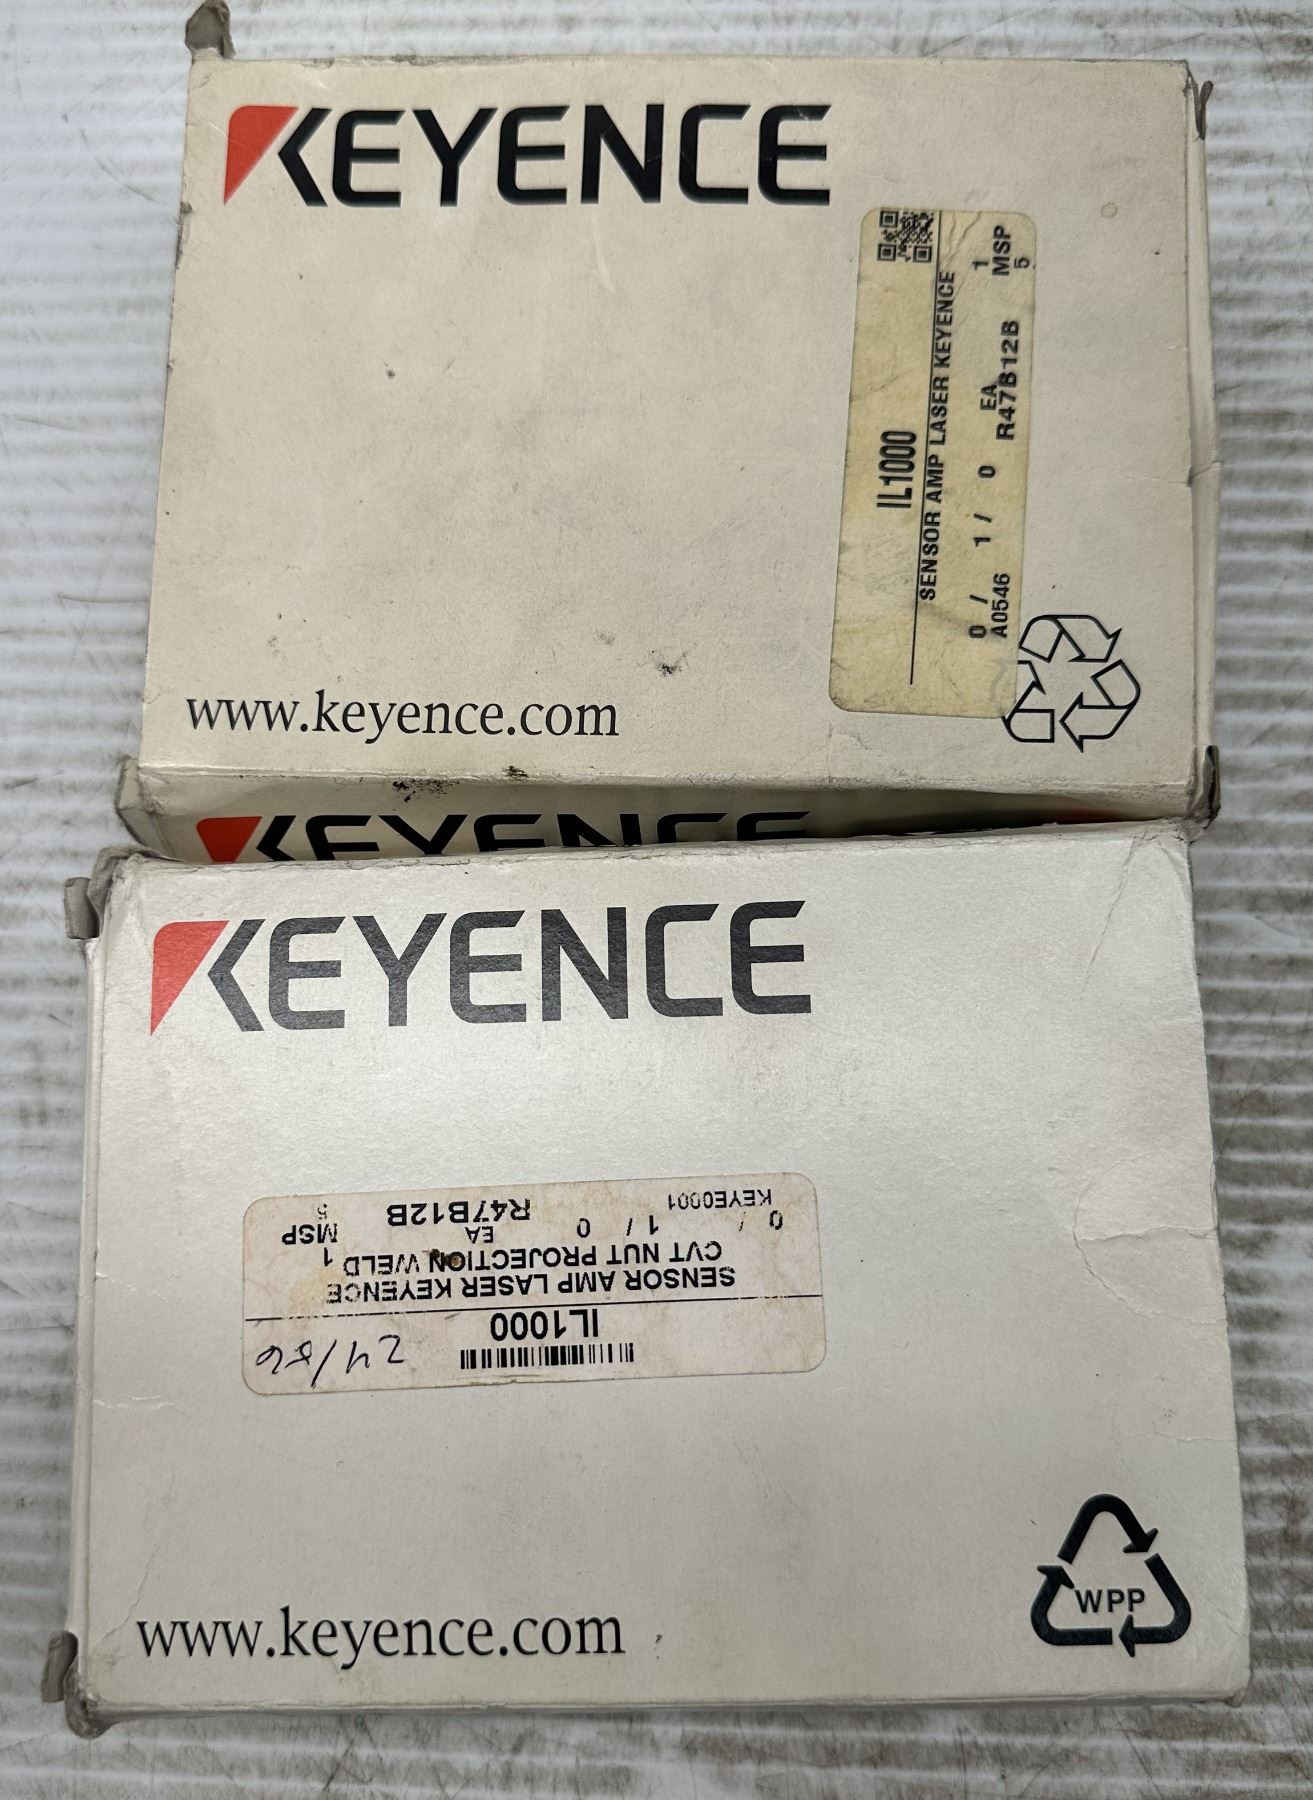 KEYENCE
IL1000
SENSOR AMP LASER KEYENCE
1
0 / 1 / 0 EA MSP
A0546 R47B12B 5
www.keyence.com
KEYENCE
KEYENCE
24/56
IL1000
SENSOR AMP LASER KEYENCE
CVT NUT PROJECTION WELD 1
0 / 1 / 0 EA MSP
KEYE0001 R47B12B 5
www.keyence.com
WPP